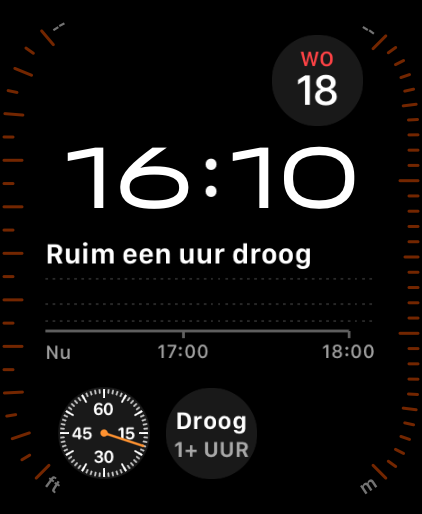 --
--
WO
18
16:10
Ruim een uur droog
Nu 17:00 18:00
60
45 15
30
Droog
1+ UUR
ft
m